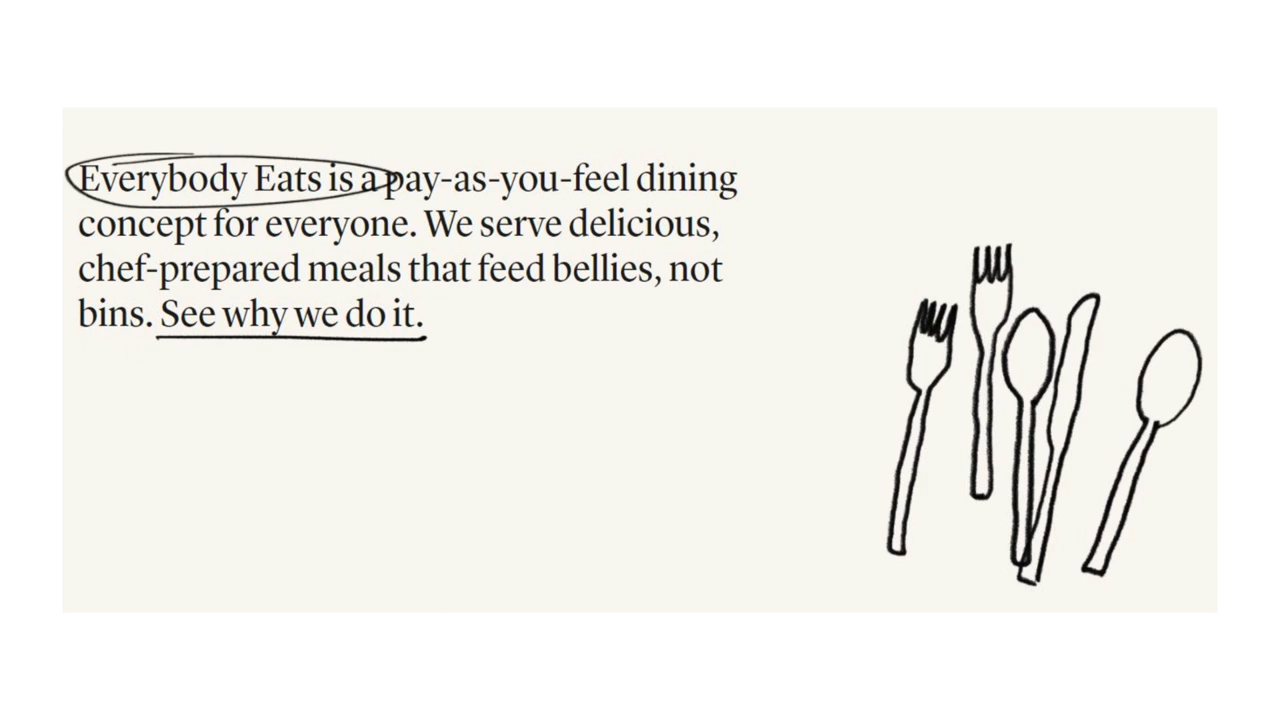 Everybody Eats is a pay-as-you-feel dining
concept for everyone. We serve delicious,
chef-prepared meals that feed bellies, not
bins. See why we do it.